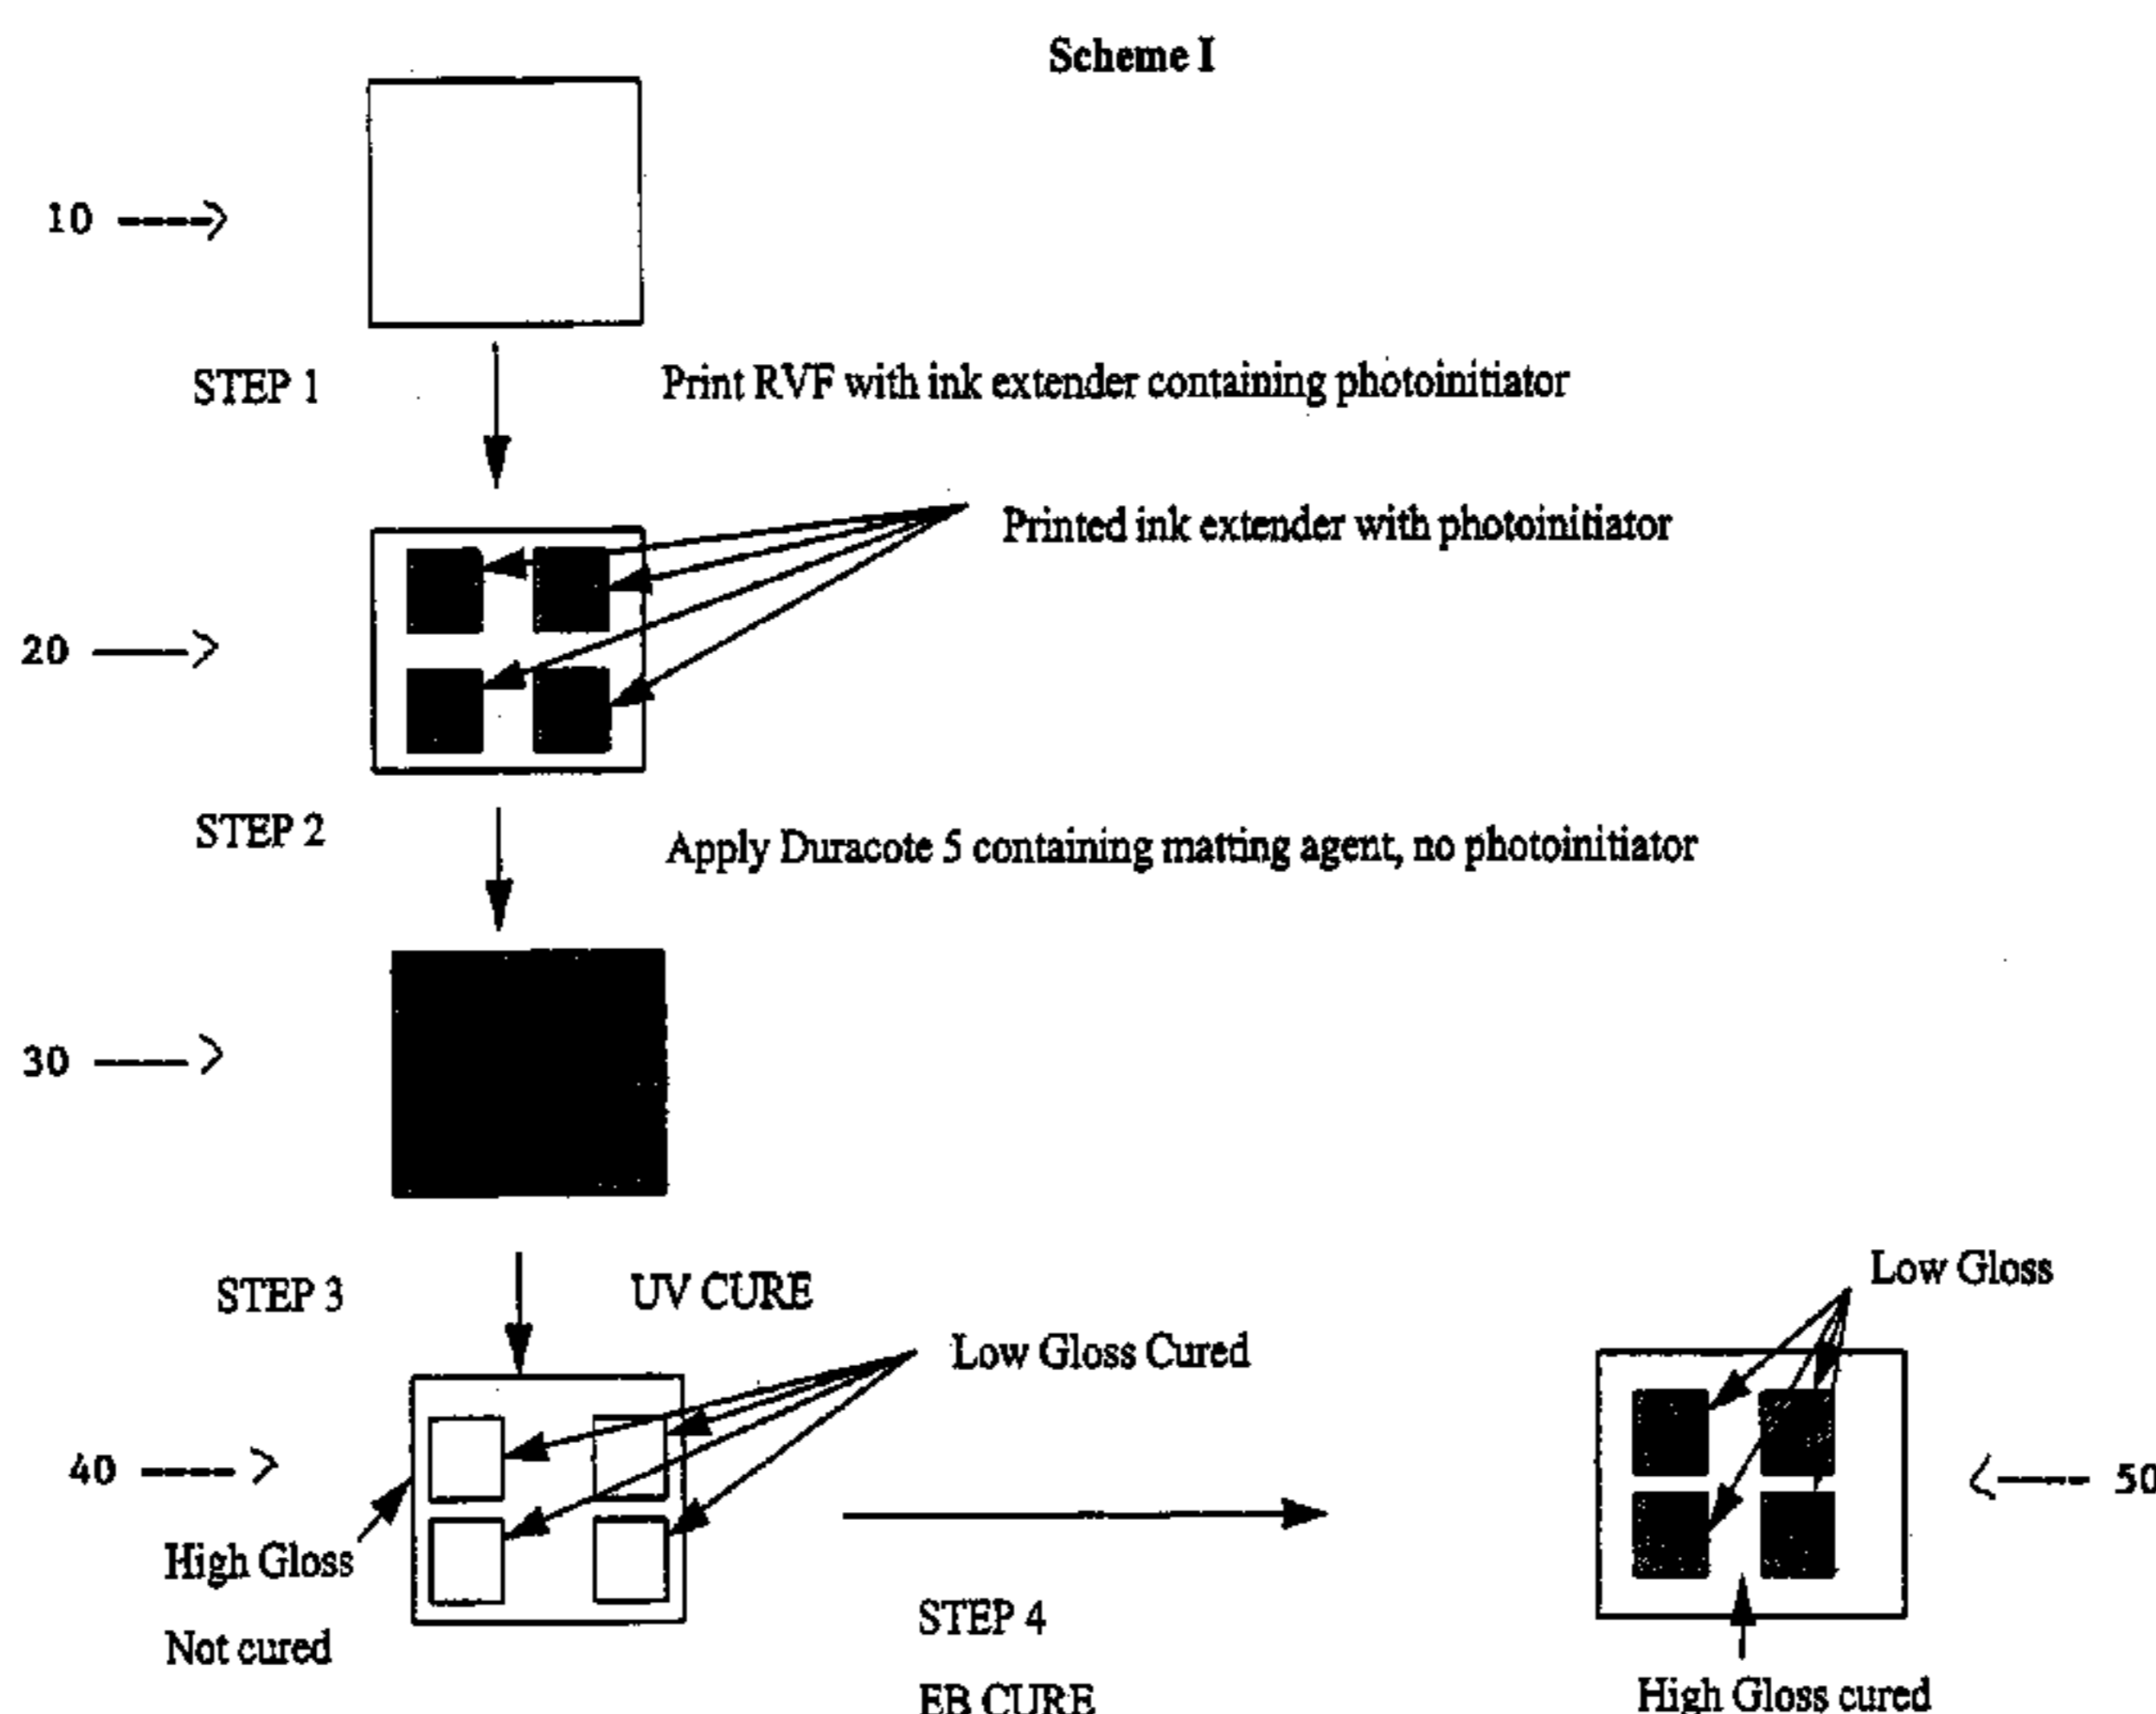 Scheme I
10
STEP 1
Print RVF with ink extender containing photoinitiator
Printed ink extender with photoinitiator
20
STEP 2
Apply Duracote 5 containing matting agent, no photoinitiator
30
STEP 3
UV CURE
Low Gloss Cured
Low Gloss
40
50
High Gloss
Not cured
STEP 4
EB CURE
High Gloss cured